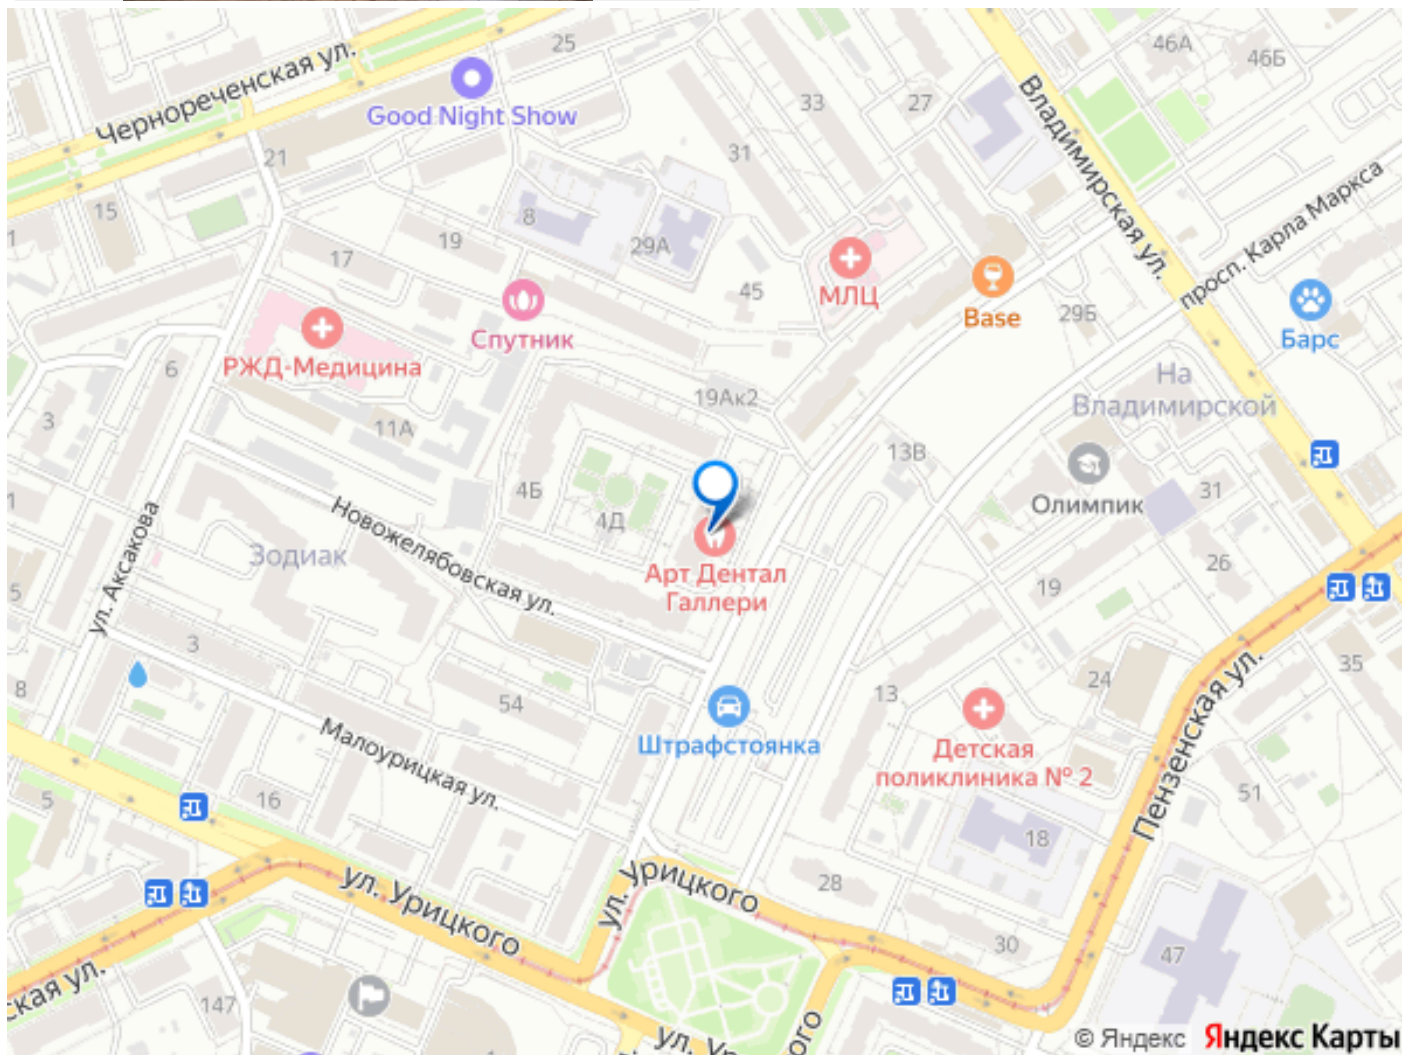 Чернореченская ул.
25
Good Night Show
46А
46Б
33
27
Владимирская ул.
31
21
15
1
8
29А
17
19
45
МЛЦ
Base
29Б
просп. Карла Маркса
Барс
Спутник
РЖД-Медицина
6
3
11А
19Ак2
На
Владимирской
13В
Олимпик
31
4Б
4Д
Новожелябовская ул.
Зодиак
ул. Аксакова
1
5
Арт Дентал
Галлери
26
19
3
8
54
Малоурицкая ул.
Штрафстоянка
13
24
35
Детская
поликлиника № 2
Пензенская ул.
51
5
16
18
ул. Урицкого
ул. Урицкого
28
30
47
ская ул.
147
© Яндекс Яндекс Карты